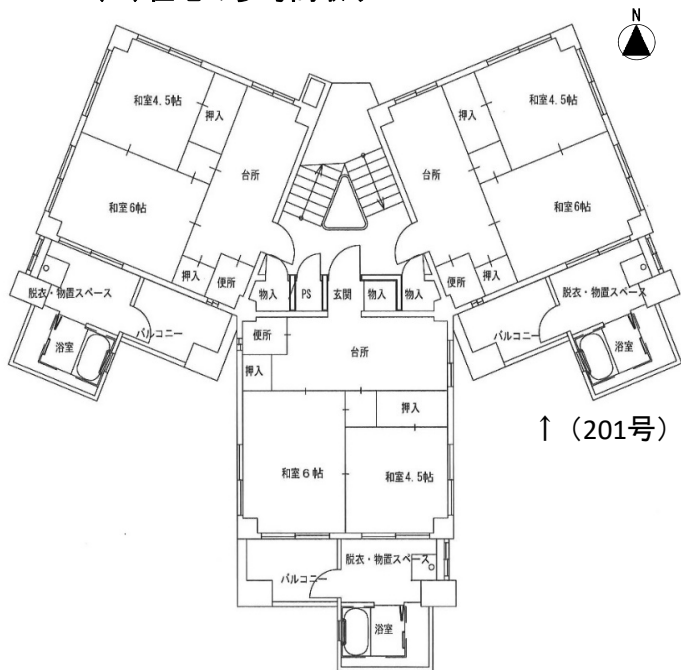 N
和室4.5帖
押入
台所
和室6帖
押入
便所
脱衣・物置スペース
バルコニー
浴室
和室4.5帖
押入
台所
和室6帖
便所
押入
脱衣・物置スペース
バルコニー
浴室
物入
PS
玄関
物入
物入
便所
台所
押入
押入
和室6帖
和室4.5帖
バルコニー
脱衣・物置スペース
浴室
↑（201号）